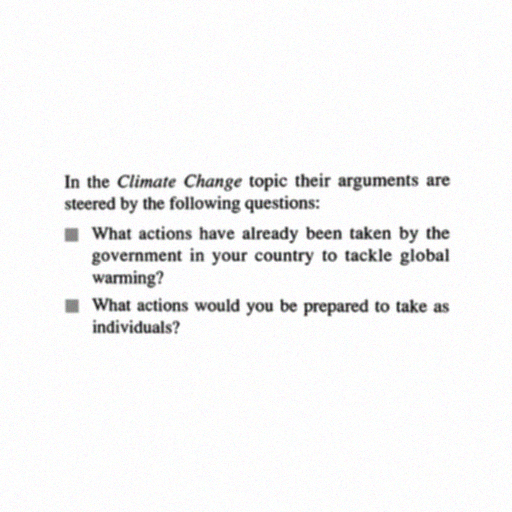 In the Climate Change topic their arguments are
steered by the following questions:
■ What actions have already been taken by the
government in your country to tackle global
warming?
■ What actions would you be prepared to take as
individuals?